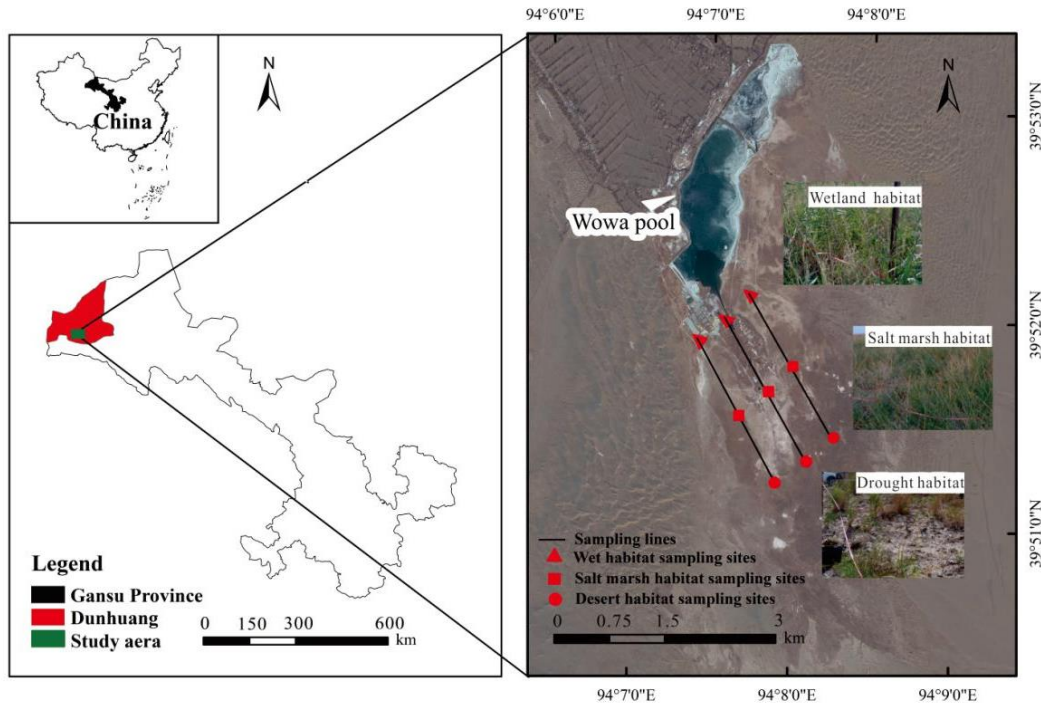 China
N
Legend
Gansu Province
Dunhuang
Study aera
0 150 300 600
km
94°6'0"E 94°7'0"E 94°8'0"E
N
39°53'0"N
39°52'0"N
39°51'0"N
Wowa pool
Wetland habitat
Salt marsh habitat
Drought habitat
Sampling lines
Wet habitat sampling sites
Salt marsh habitat sampling sites
Desert habitat sampling sites
0 0.75 1.5 3
km
94°7'0"E 94°8'0"E 94°9'0"E